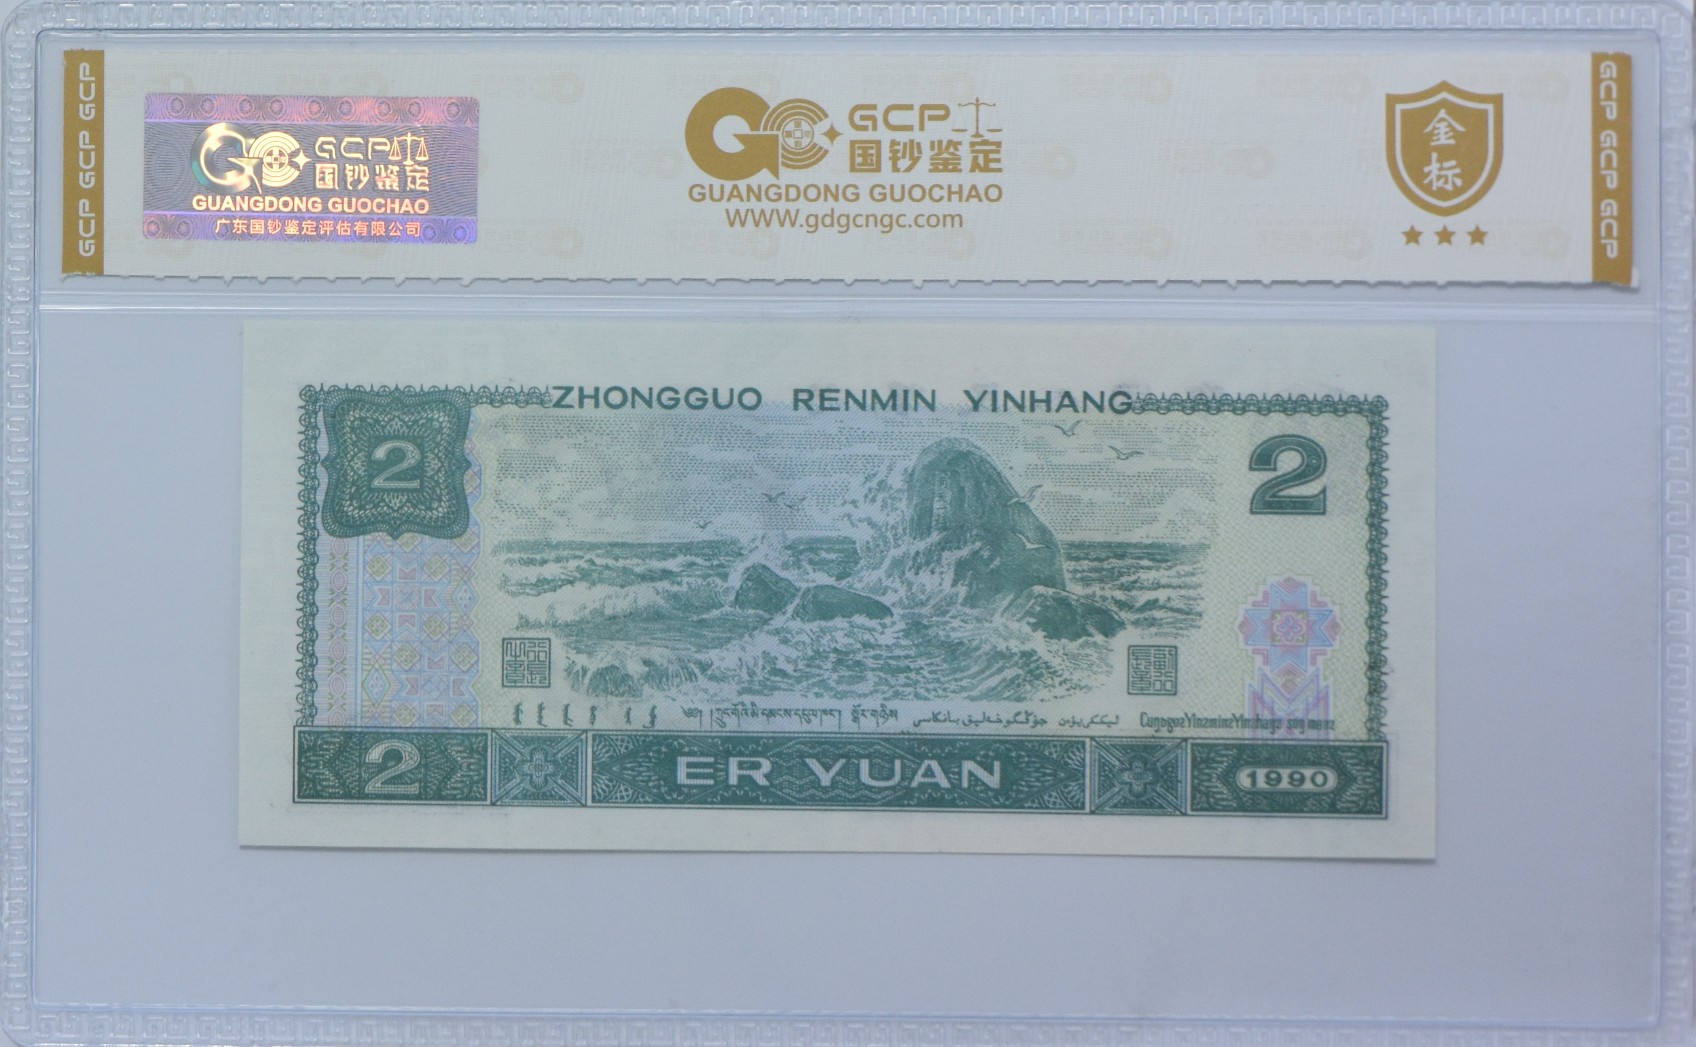 GCP GCP GCP
GCP 国钞鉴定
GUANGDONG GUOCHAO
广东国钞鉴定评估有限公司
GCP
国钞鉴定
GUANGDONG GUOCHAO
WWW.gdgcngc.com
金标
GCP GCP GCP
ZHONGGUO RENMIN YINHANG
2
2
2
ER YUAN
1990